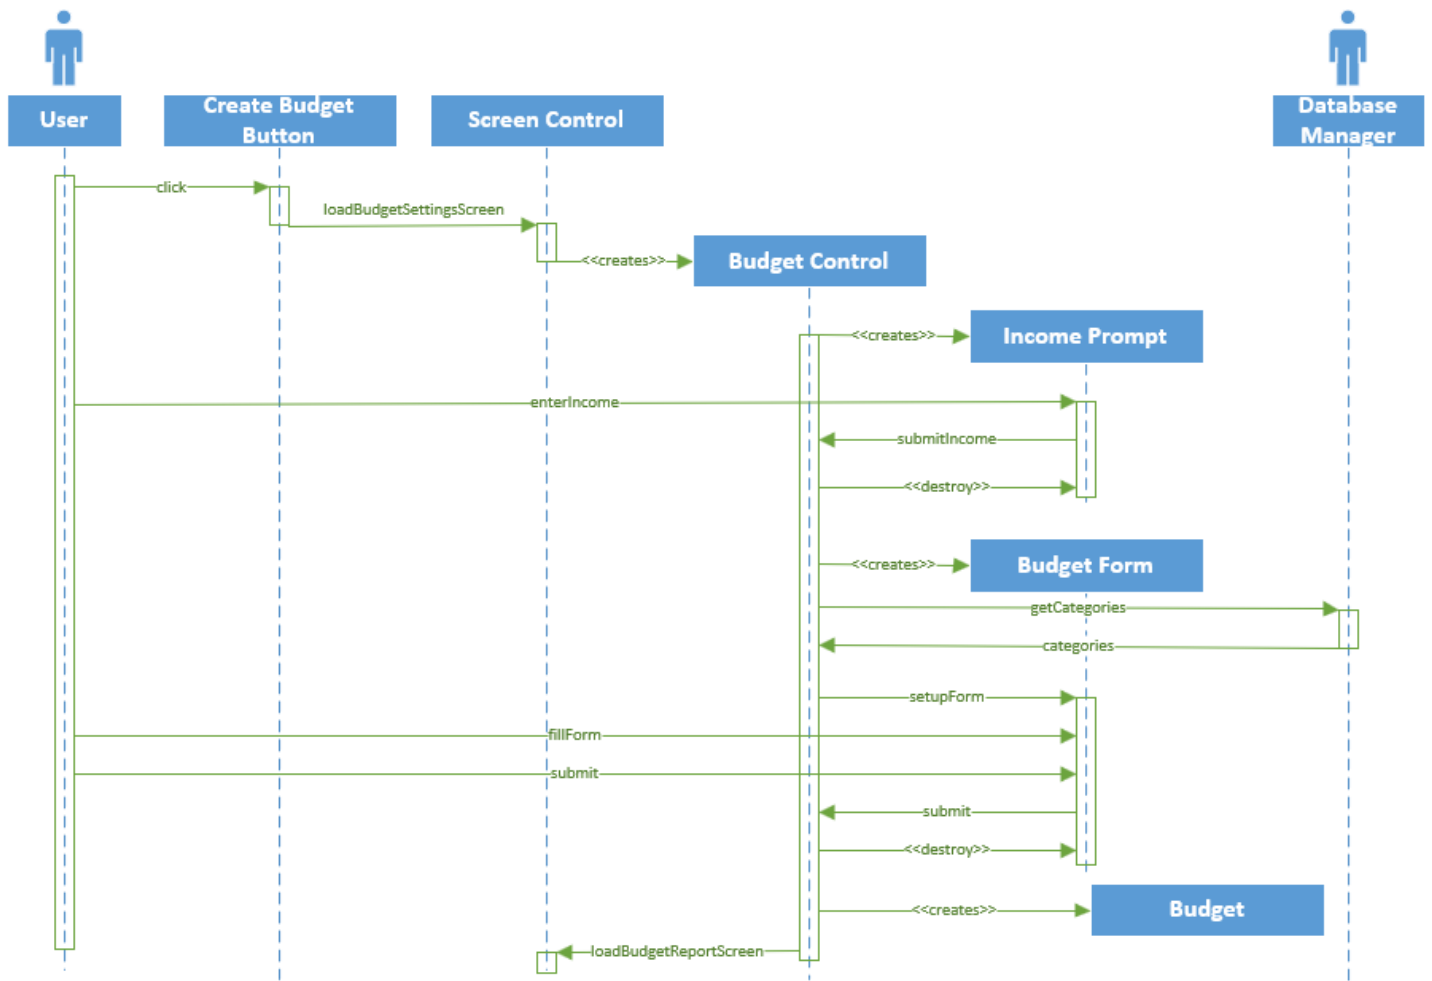 User
Create Budget
Button
Screen Control
Database
Manager
click
loadBudgetSettingsScreen
<<creates>>
Budget Control
<<creates>>
Income Prompt
enterIncome
submitIncome
<<destroy>>
<<creates>>
Budget Form
getCategories
categories
setupForm
fillForm
submit
submit
<<destroy>>
<<creates>>
Budget
loadBudgetReportScreen